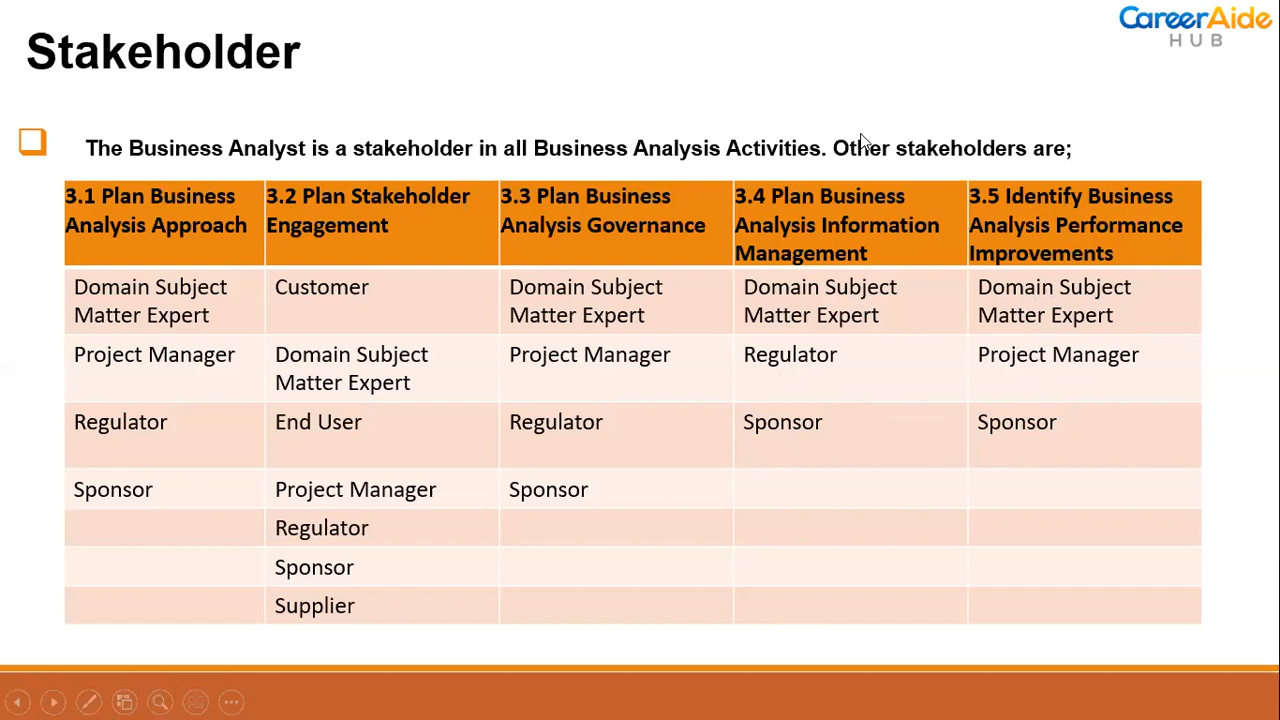 CareerAide
HUB
Stakeholder
The Business Analyst is a stakeholder in all Business Analysis Activities. Other stakeholders are;
3.1 Plan Business
Analysis Approach
3.2 Plan Stakeholder
Engagement
3.3 Plan Business
Analysis Governance
3.4 Plan Business
Analysis Information
Management
3.5 Identify Business
Analysis Performance
Improvements
Domain Subject
Matter Expert
Customer
Domain Subject
Matter Expert
Domain Subject
Matter Expert
Domain Subject
Matter Expert
Project Manager
Domain Subject
Matter Expert
Project Manager
Regulator
Project Manager
Regulator
End User
Regulator
Sponsor
Sponsor
Sponsor
Project Manager
Sponsor
Regulator
Sponsor
Supplier